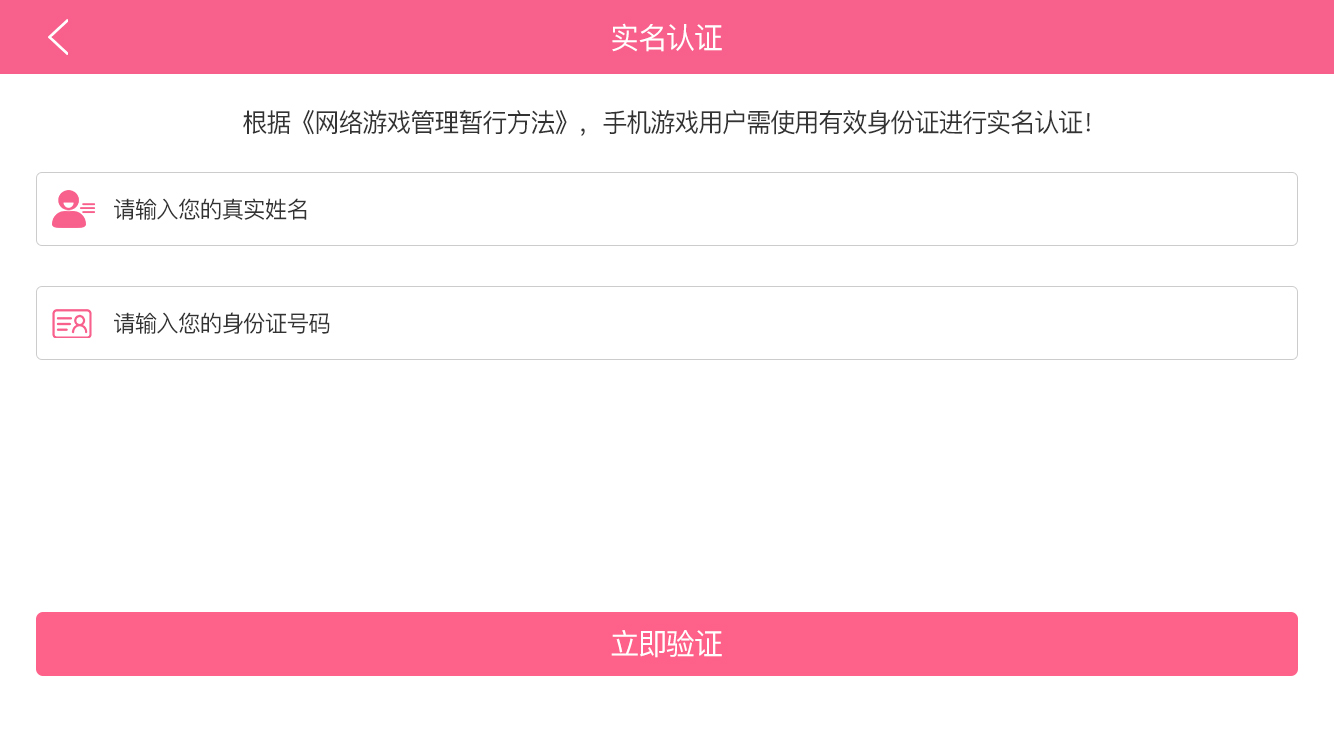 实名认证
根据《网络游戏管理暂行方法》，手机游戏用户需使用有效身份证进行实名认证！
请输入您的真实姓名
请输入您的身份证号码
立即验证